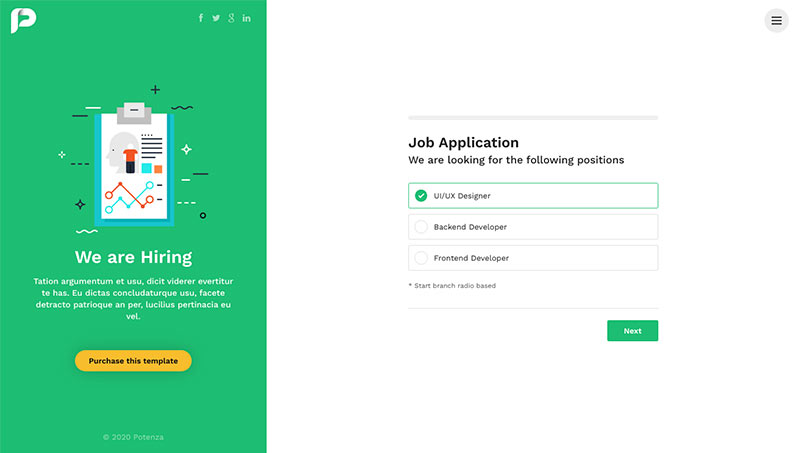 We are Hiring
Tation argumentum et usu, dicit viderer evertitur
te has. Eu dictas concludaturque usu, facete
detracto patrioque an per, lucilius pertinacia eu
vel.
Purchase this template
© 2020 Potenza
Job Application
We are looking for the following positions
UI/UX Designer
Backend Developer
Frontend Developer
* Start branch radio based
Next